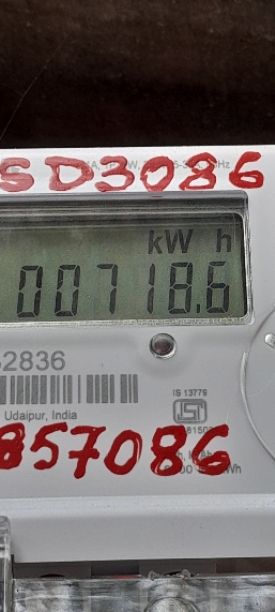 SD3086
kW h
00718.6
2836
IS 13779
Udaipur, India
857086